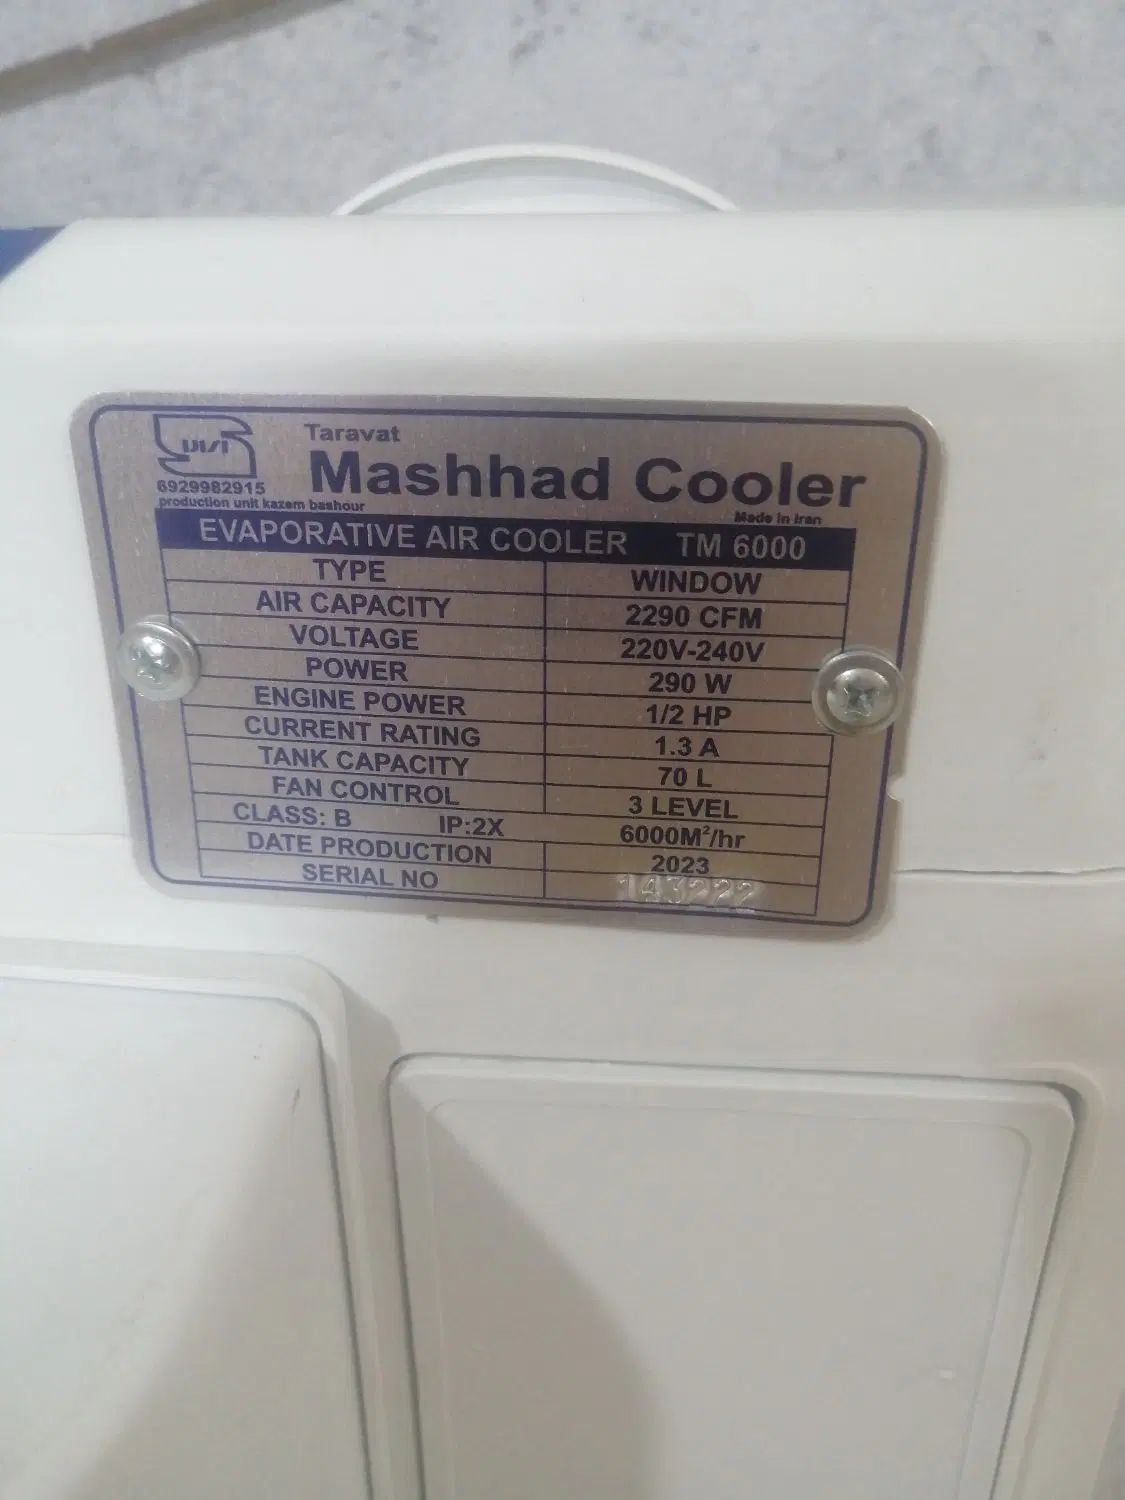 Taravat
Mashhad Cooler
6929982915
production unit kazem bashour
Made in Iran
EVAPORATIVE AIR COOLER TM 6000
TYPE WINDOW
AIR CAPACITY 2290 CFM
VOLTAGE 220V-240V
POWER 290 W
ENGINE POWER 1/2 HP
CURRENT RATING 1.3 A
TANK CAPACITY 70 L
FAN CONTROL 3 LEVEL
CLASS: B IP:2X 6000M²/hr
DATE PRODUCTION 2023
SERIAL NO 143222